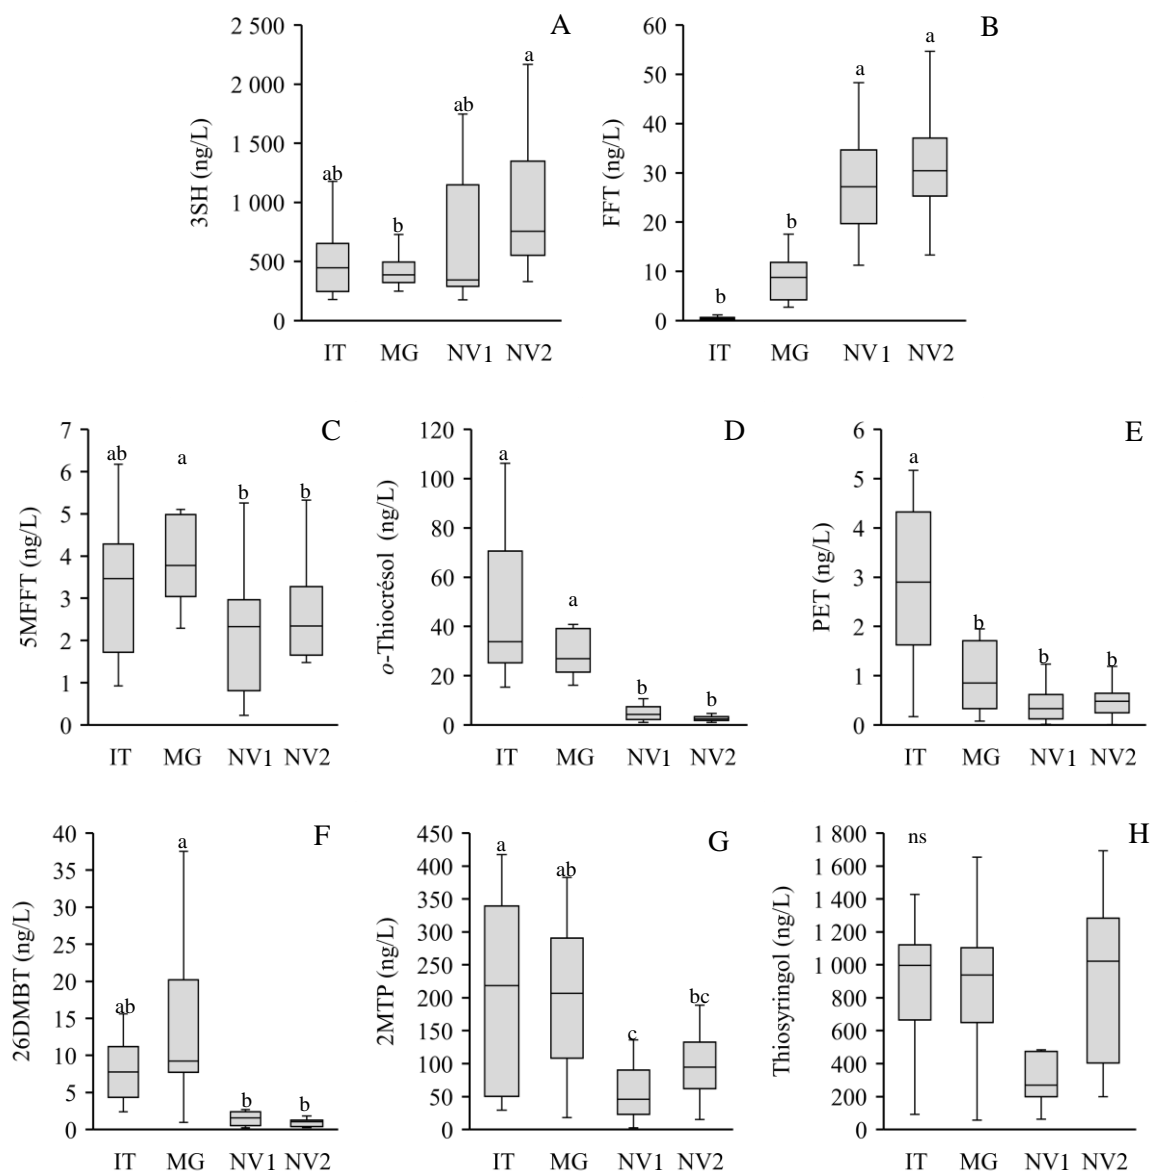 A
3SH (ng/L)
2 500
2 000
1 500
1 000
500
0
ab
b
ab
a
IT MG NV1 NV2
B
FFT (ng/L)
60
50
40
30
20
10
0
b
b
a
a
IT MG NV1 NV2
C
5MFFT (ng/L)
7
6
5
4
3
2
1
0
ab
a
b
b
IT MG NV1 NV2
D
o-Thiocrésol (ng/L)
120
100
80
60
40
20
0
a
a
b
b
IT MG NV1 NV2
E
PET (ng/L)
6
5
4
3
2
1
0
a
b
b
b
IT MG NV1 NV2
F
26DMBT (ng/L)
40
35
30
25
20
15
10
5
0
ab
a
b
b
IT MG NV1 NV2
G
2MTP (ng/L)
450
400
350
300
250
200
150
100
50
0
a
ab
c
bc
IT MG NV1 NV2
H
Thiosyringol (ng/L)
1 800
1 600
1 400
1 200
1 000
800
600
400
200
0
ns
IT MG NV1 NV2